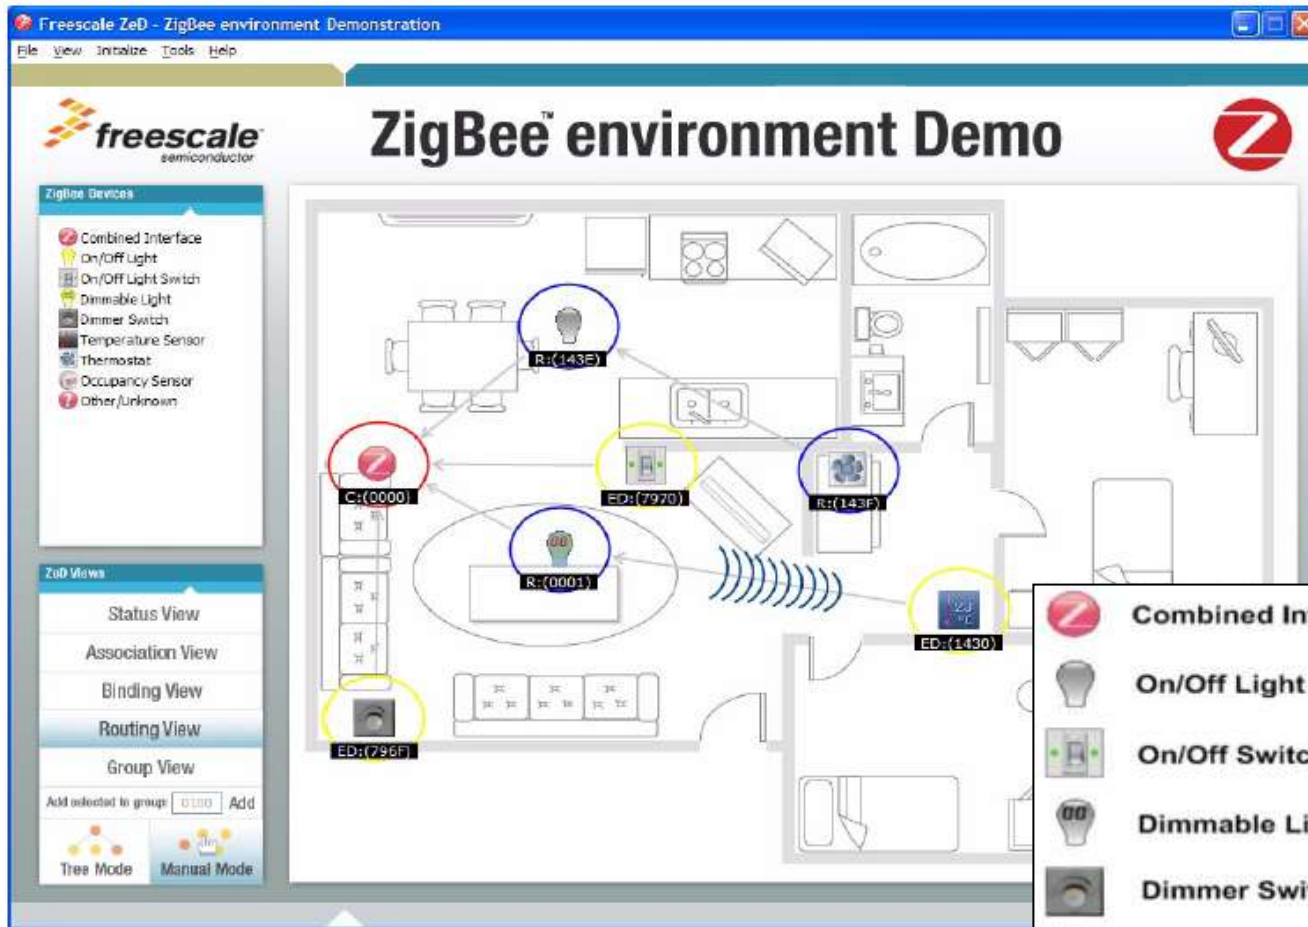 Freescale ZeD - ZigBee environment Demonstration
File View Initialize Tools Help
freescale
semiconductor
ZigBee™ environment Demo
Z
ZigBee Devices
Combined Interface
On/Off Light
On/Off Light Switch
Dimmable Light
Dimmer Switch
Temperature Sensor
Thermostat
Occupancy Sensor
Other/Unknown
R:(143E)
C:(0000)
ED:(7970)
R:(143F)
R:(0001)
ED:(1430)
ED:(796F)
ZeD Views
Status View
Association View
Binding View
Routing View
Group View
Add selected to group: 0100 Add
Tree Mode
Manual Mode
Combined In
On/Off Light
On/Off Switc
Dimmable Li
Dimmer Swi